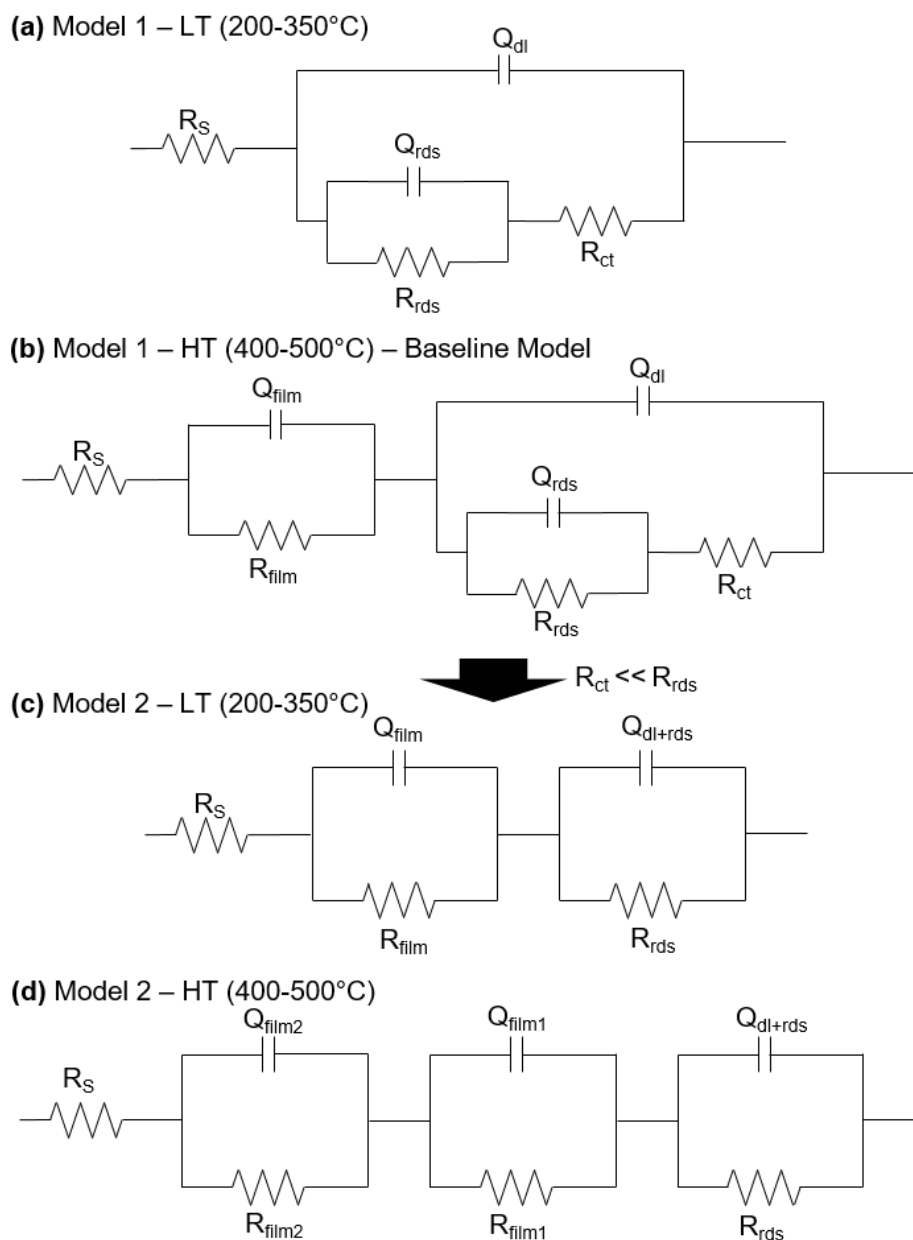 (a) Model 1 – LT (200-350°C)
Qdl
RS
Qrds
Rct
Rrds
(b) Model 1 – HT (400-500°C) – Baseline Model
Qfilm
Qdl
RS
Qrds
Rfilm
Rct
Rrds
Rct << Rrds
(c) Model 2 – LT (200-350°C)
Qfilm
Qdl+rds
RS
Rfilm
Rrds
(d) Model 2 – HT (400-500°C)
Qfilm2
Qfilm1
Qdl+rds
RS
Rfilm2
Rfilm1
Rrds